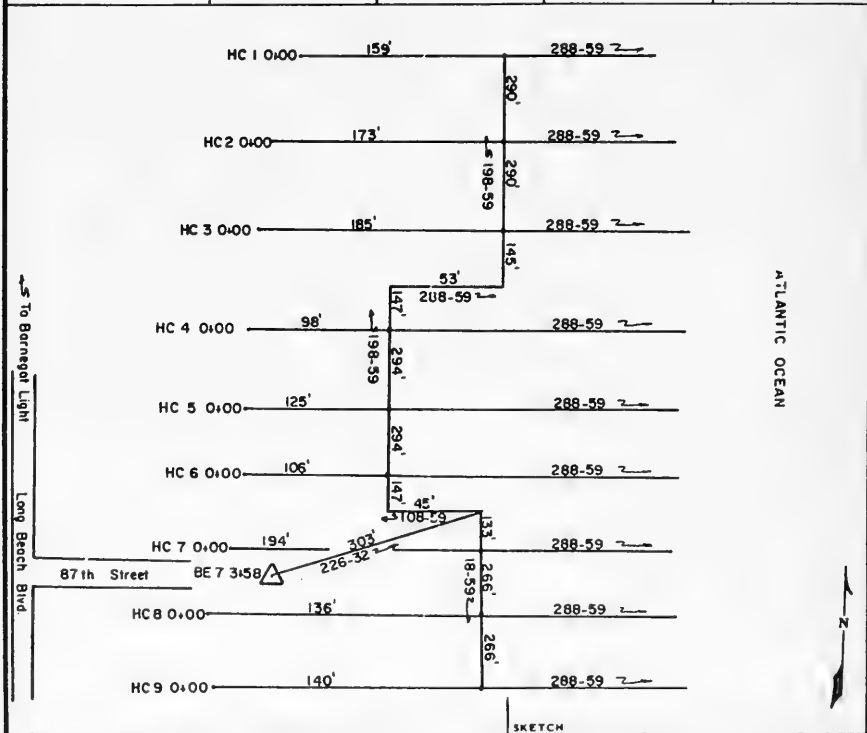 HC 1 0+00 159' 288-59
290'
HC 2 0+00 173' 288-59
198-59
290'
HC 3 0+00 185' 288-59
145'
53'
288-59
147'
HC 4 0+00 98' 288-59
198-59
294'
HC 5 0+00 125' 288-59
294'
HC 6 0+00 106' 288-59
147'
45'
108-59
133'
HC 7 0+00 194' 303' 288-59
226-32
87th Street BE 7 3+58
18-59
266'
HC 8 0+00 136' 288-59
266'
HC 9 0+00 140' 288-59
To Barnegat Light
Long Beach Blvd.
ATLANTIC OCEAN
N
SKETCH